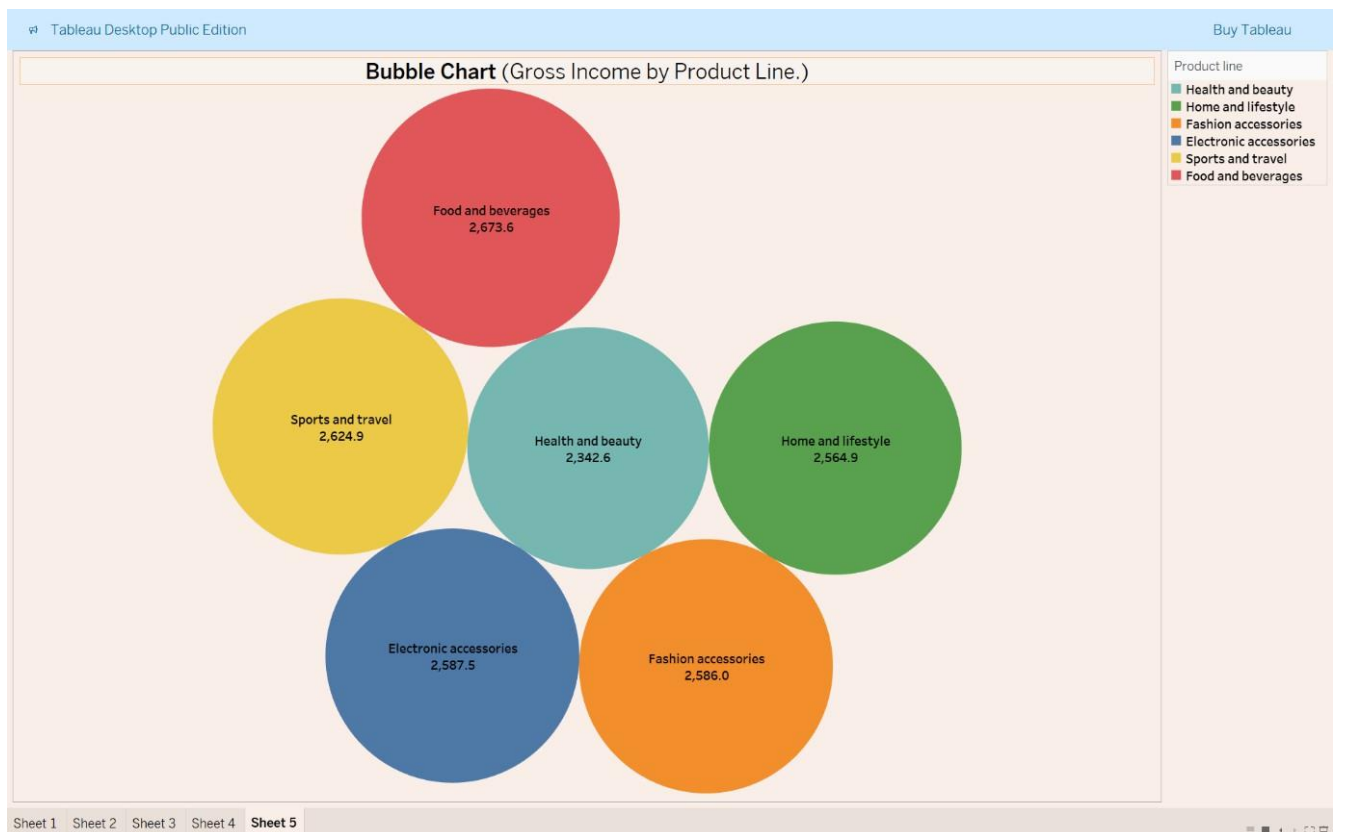 Tableau Desktop Public Edition
Buy Tableau
Bubble Chart (Gross Income by Product Line.)
Product line
Health and beauty
Home and lifestyle
Fashion accessories
Electronic accessories
Sports and travel
Food and beverages
Food and beverages
2,673.6
Sports and travel
2,624.9
Health and beauty
2,342.6
Home and lifestyle
2,564.9
Electronic accessories
2,587.5
Fashion accessories
2,586.0
Sheet 1 Sheet 2 Sheet 3 Sheet 4 Sheet 5